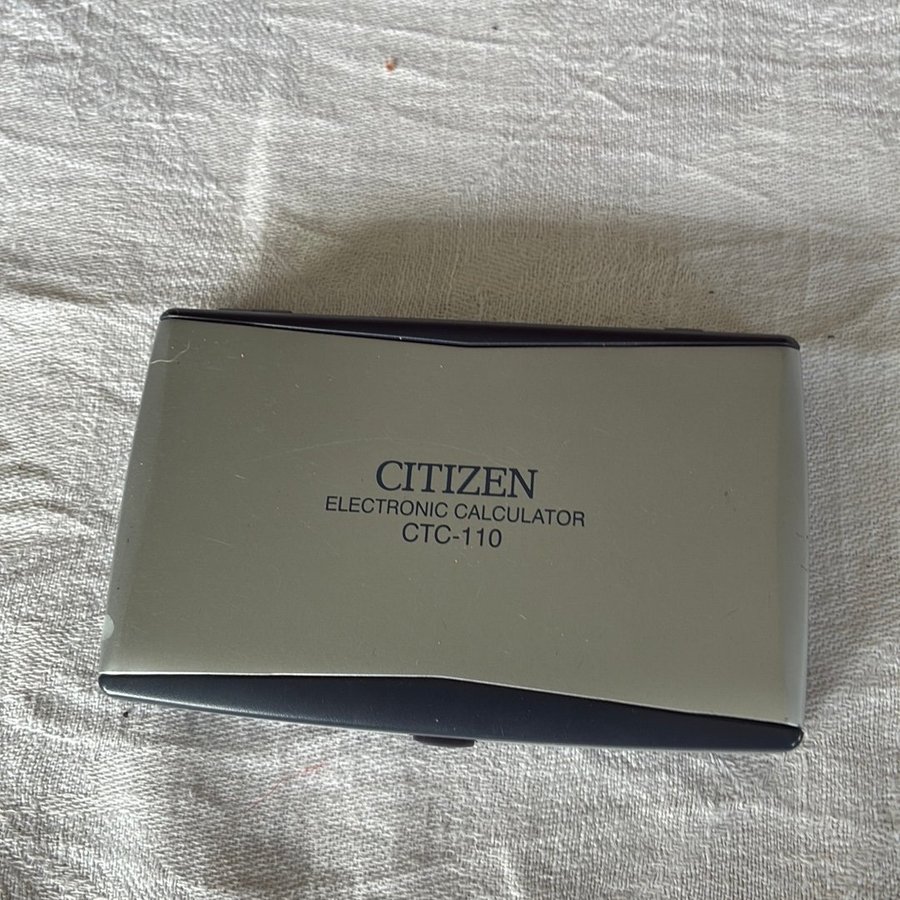 CITIZEN
ELECTRONIC CALCULATOR
CTC-110